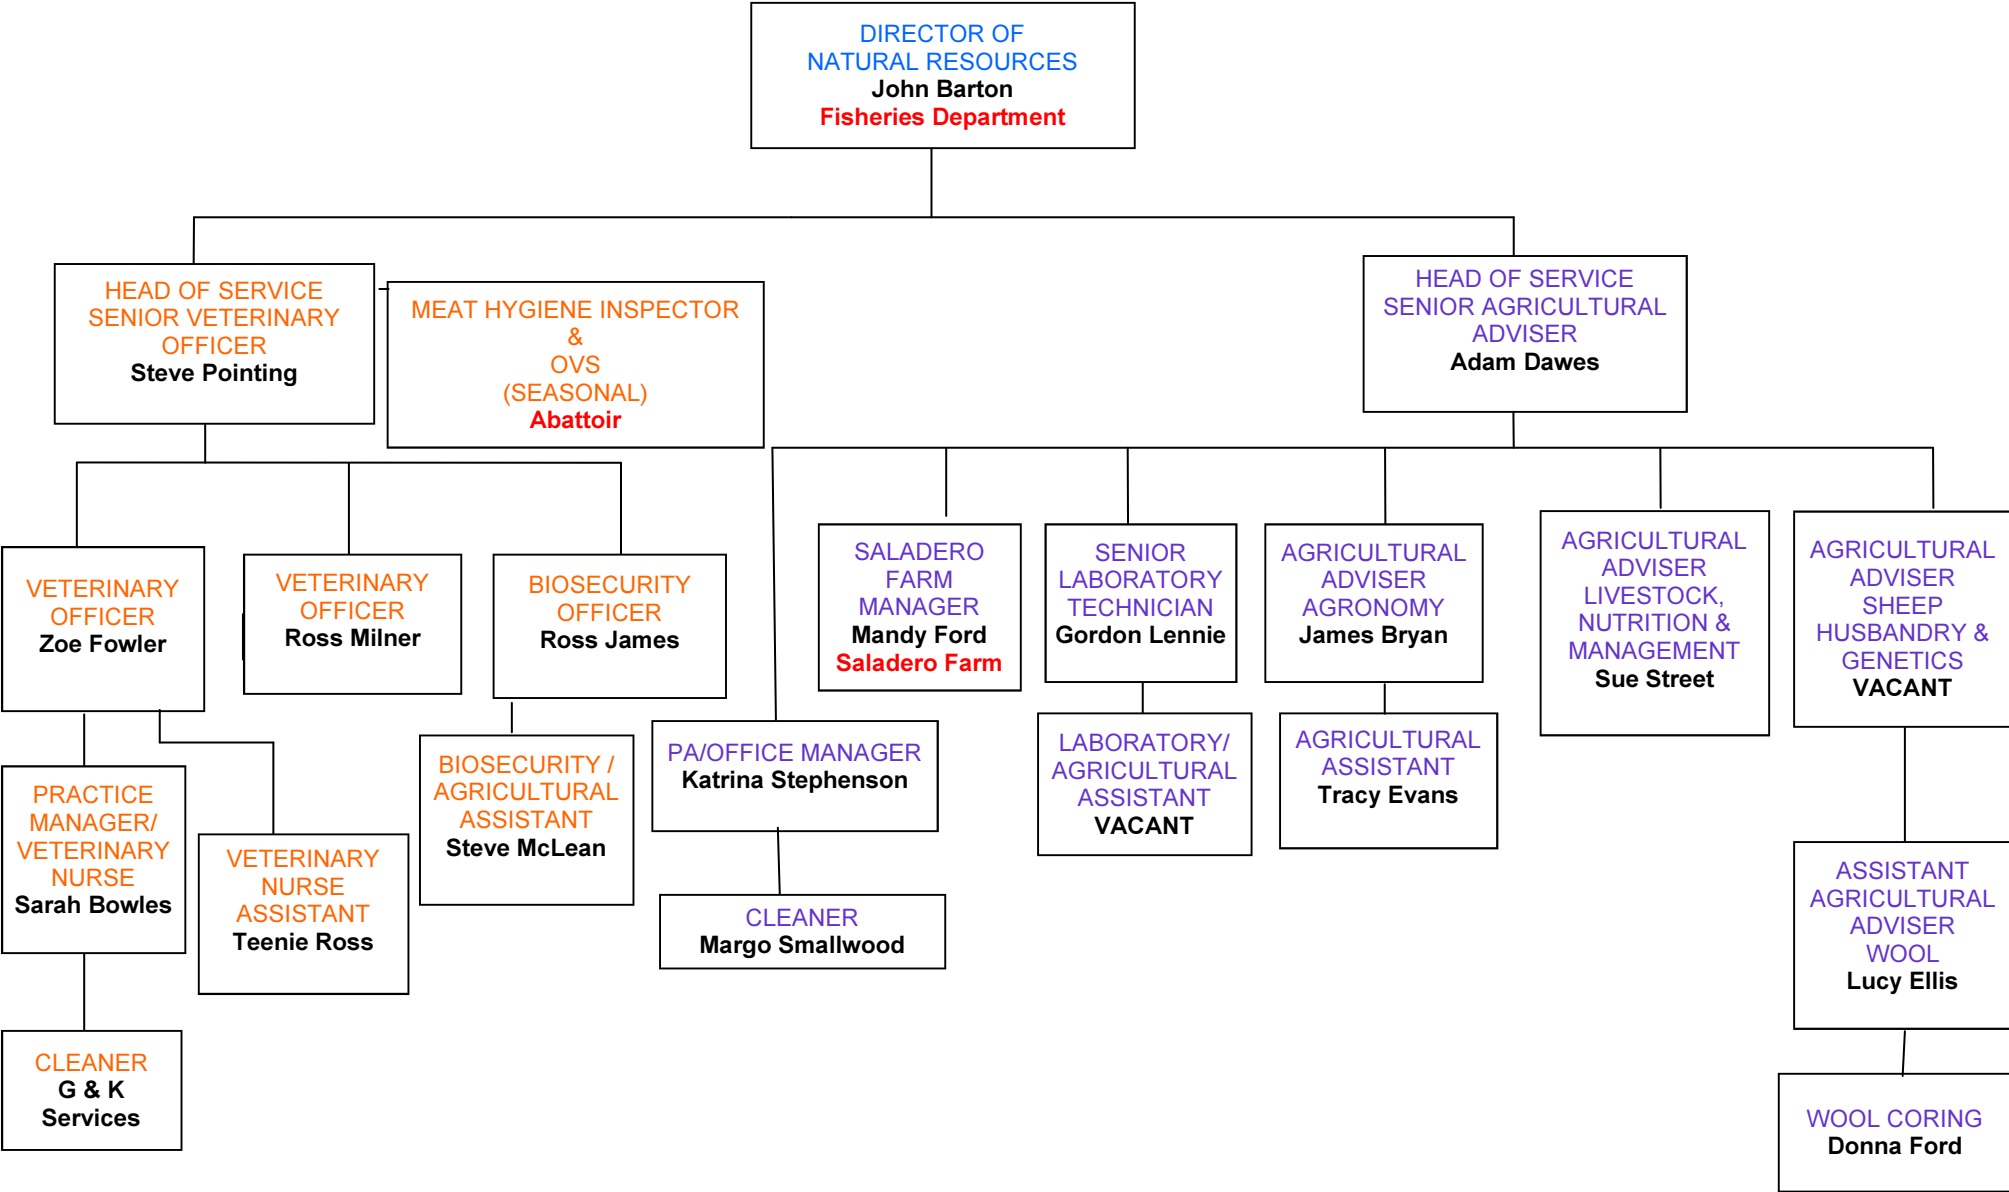 DIRECTOR OF
NATURAL RESOURCES
John Barton
Fisheries Department
HEAD OF SERVICE
SENIOR VETERINARY
OFFICER
Steve Pointing
MEAT HYGIENE INSPECTOR
&
OVS
(SEASONAL)
Abattoir
HEAD OF SERVICE
SENIOR AGRICULTURAL
ADVISER
Adam Dawes
VETERINARY
OFFICER
Zoe Fowler
VETERINARY
OFFICER
Ross Milner
BIOSECURITY
OFFICER
Ross James
SALADERO
FARM
MANAGER
Mandy Ford
Saladero Farm
SENIOR
LABORATORY
TECHNICIAN
Gordon Lennie
AGRICULTURAL
ADVISER
AGRONOMY
James Bryan
AGRICULTURAL
ADVISER
LIVESTOCK,
NUTRITION &
MANAGEMENT
Sue Street
AGRICULTURAL
ADVISER
SHEEP
HUSBANDRY &
GENETICS
VACANT
PRACTICE
MANAGER/
VETERINARY
NURSE
Sarah Bowles
VETERINARY
NURSE
ASSISTANT
Teenie Ross
BIOSECURITY /
AGRICULTURAL
ASSISTANT
Steve McLean
PA/OFFICE MANAGER
Katrina Stephenson
LABORATORY/
AGRICULTURAL
ASSISTANT
VACANT
AGRICULTURAL
ASSISTANT
Tracy Evans
CLEANER
Margo Smallwood
ASSISTANT
AGRICULTURAL
ADVISER
WOOL
Lucy Ellis
CLEANER
G & K
Services
WOOL CORING
Donna Ford